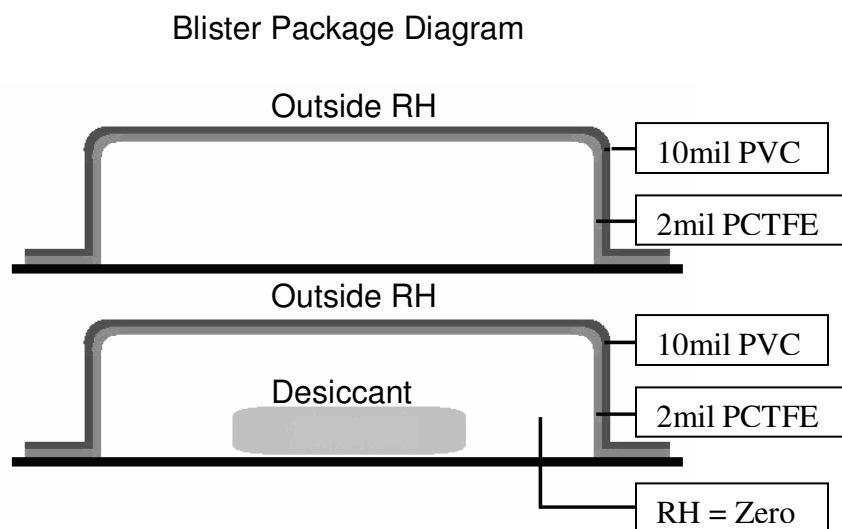 Blister Package Diagram
Outside RH
10mil PVC
2mil PCTFE
Outside RH
10mil PVC
Desiccant
2mil PCTFE
RH = Zero